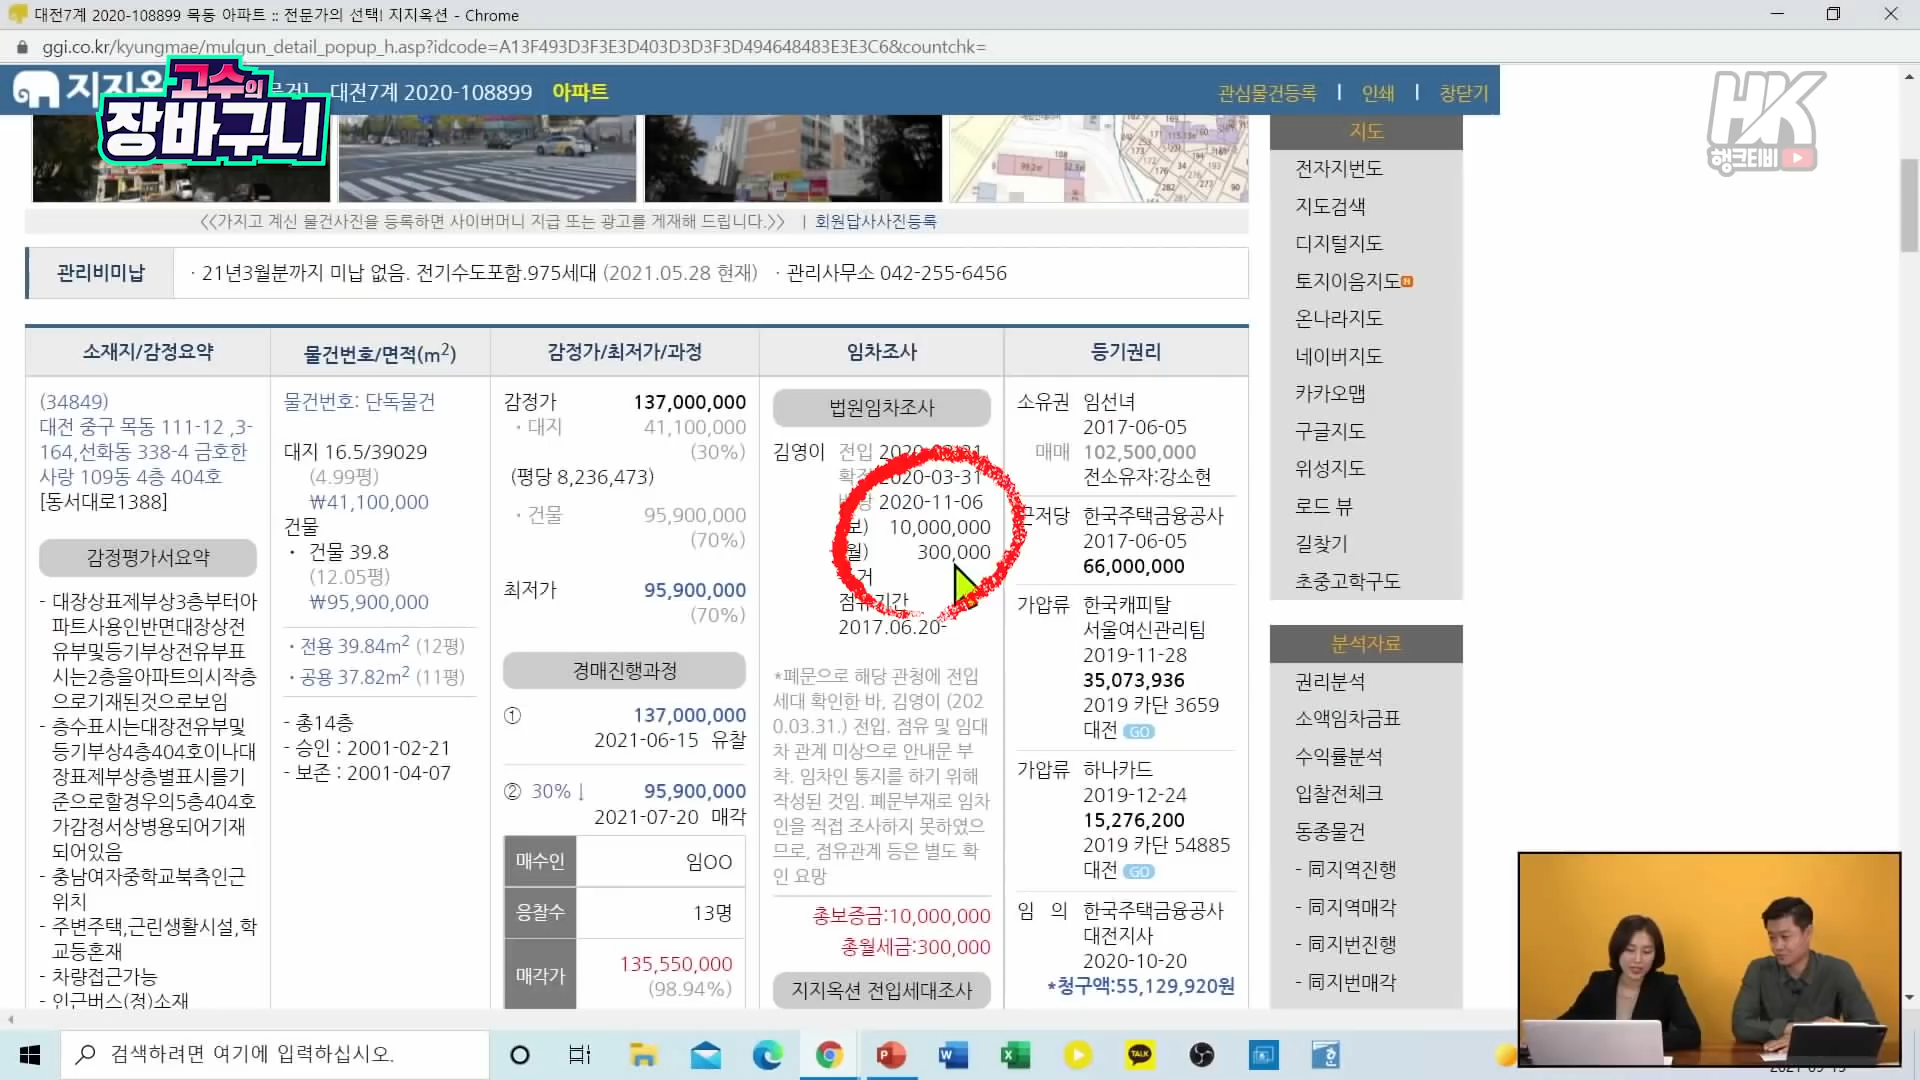 대전7계 2020-108899 목동 아파트 :: 전문가의 선택! 지지옥션 - Chrome
ggi.co.kr/kyungmae/mulgun_detail_popup_h.asp?idcode=A13F493D3F3E3D403D3D3F3D494648483E3E3C6&countchk=
대전7계 2020-108899 아파트
관심물건등록 | 인쇄 | 창닫기
고수의
장바구니
HK
행크티비
<<가지고 계신 물건사진을 등록하면 사이버머니 지급 또는 광고를 게재해 드립니다.>> | 회원답사사진등록
관리비미납
· 21년3월분까지 미납 없음. 전기수도포함.975세대 (2021.05.28 현재) · 관리사무소 042-255-6456
소재지/감정요약
(34849)
대전 중구 목동 111-12 ,3-
164,선화동 338-4 금호한
사랑 109동 4층 404호
[동서대로1388]
감정평가서요약
- 대장상표제부상3층부터아
파트사용인반면대장상전
유부및등기부상전유부표
시는2층을아파트의시작층
으로기재된것으로보임
- 층수표시는대장전유부및
등기부상4층404호이나대
장표제부상층별표시를기
준으로할경우의5층404호
가감정서상병용되어기재
되어있음
- 충남여자중학교북측인근
위치
- 주변주택,근린생활시설,학
교등혼재
- 차량접근가능
- 인근버스(정)소재
물건번호/면적(m2)
물건번호: 단독물건
대지 16.5/39029
(4.99평)
₩41,100,000
건물
· 건물 39.8
(12.05평)
₩95,900,000
· 전용 39.84m2 (12평)
· 공용 37.82m2 (11평)
- 총14층
- 승인 : 2001-02-21
- 보존 : 2001-04-07
감정가/최저가/과정
감정가 137,000,000
· 대지 41,100,000
(30%)
(평당 8,236,473)
· 건물 95,900,000
(70%)
최저가 95,900,000
(70%)
경매진행과정
① 137,000,000
2021-06-15 유찰
② 30%↓ 95,900,000
2021-07-20 매각
매수인 임OO
응찰수 13명
매각가 135,550,000
(98.94%)
임차조사
법원임차조사
김영이 전입
2020-03-31
2020-11-06
10,000,000
300,000
점유기간
2017.06.20-
*폐문으로 해당 관청에 전입
세대 확인한 바, 김영이 (202
0.03.31.) 전입. 점유 및 임대
차 관계 미상으로 안내문 부
착. 임차인 통지를 하기 위해
작성된 것임. 폐문부재로 임차
인을 직접 조사하지 못하였으
므로, 점유관계 등은 별도 확
인 요망
총보증금:10,000,000
총월세금:300,000
지지옥션 전입세대조사
등기권리
소유권 임선녀
2017-06-05
매매 102,500,000
전소유자:강소현
근저당 한국주택금융공사
2017-06-05
66,000,000
가압류 한국캐피탈
서울여신관리팀
2019-11-28
35,073,936
2019 카단 3659
대전 GO
가압류 하나카드
2019-12-24
15,276,200
2019 카단 54885
대전 GO
임 의 한국주택금융공사
대전지사
2020-10-20
*청구액:55,129,920원
지도
전자지번도
지도검색
디지털지도
토지이음지도
온나라지도
네이버지도
카카오맵
구글지도
위성지도
로드 뷰
길찾기
초중고학구도
분석자료
권리분석
소액임차금표
수익률분석
입찰전체크
동종물건
- 同지역진행
- 同지역매각
- 同지번진행
- 同지번매각
검색하려면 여기에 입력하십시오.